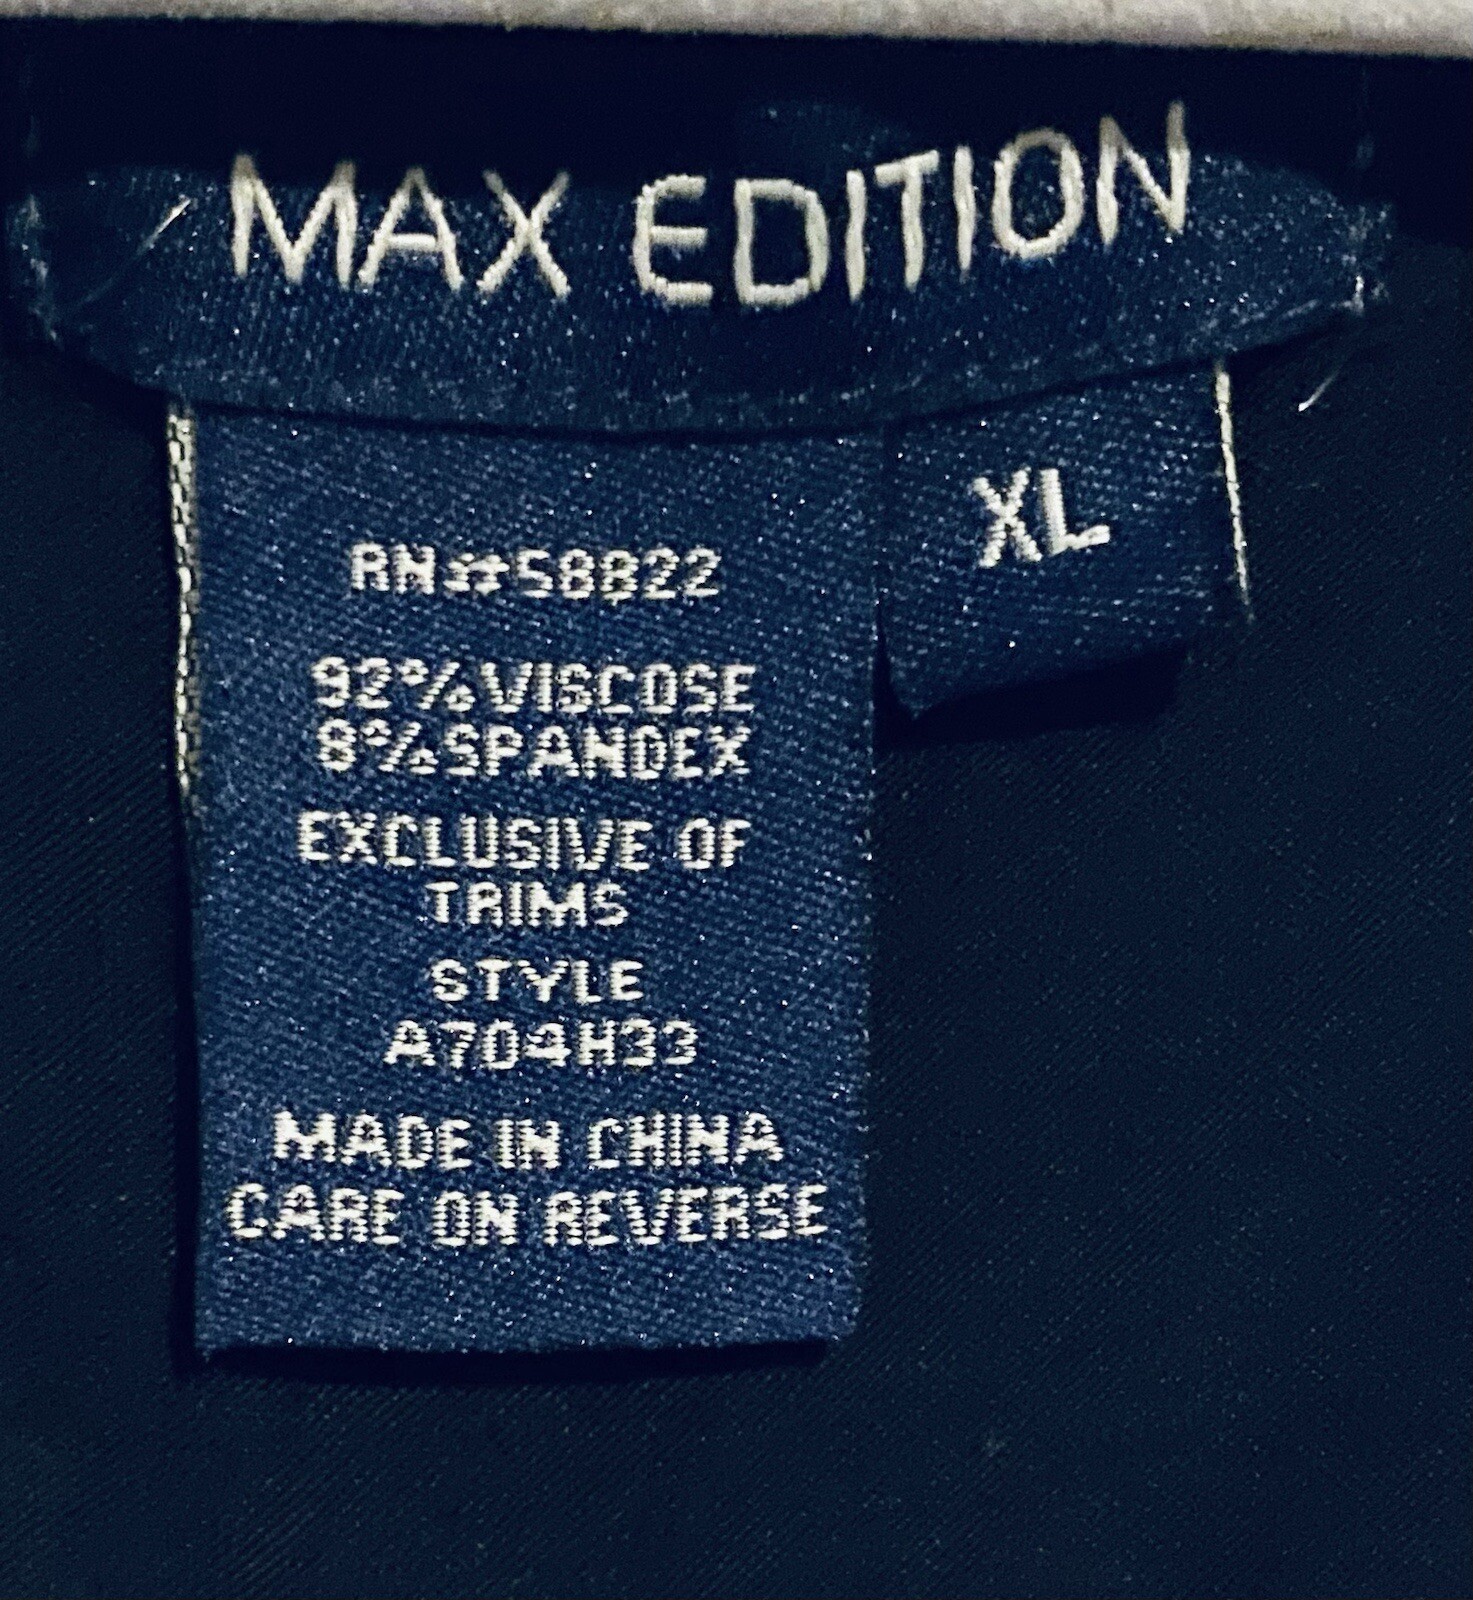 MAX EDITION
XL
RN#58822
92%VISCOSE
8%SPANDEX
EXCLUSIVE OF
TRIMS
STYLE
A704H33
MADE IN CHINA
CARE ON REVERSE